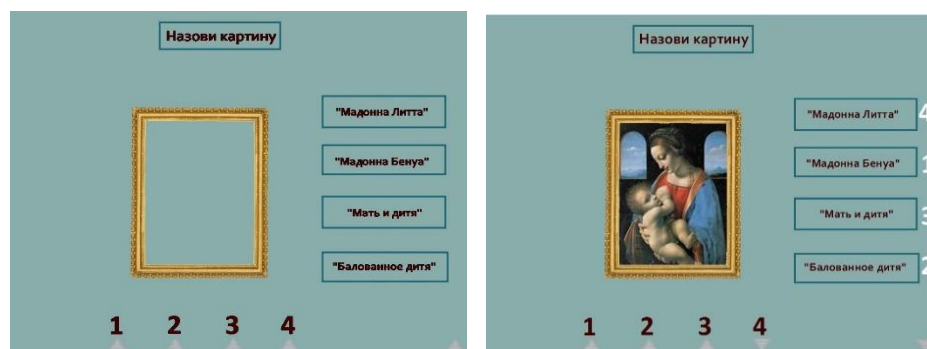 Назови картину
"Мадонна Литта"
"Мадонна Бенуа"
"Мать и дитя"
"Балованное дитя"
1 2 3 4
Назови картину
"Мадонна Литта" 4
"Мадонна Бенуа" 1
"Мать и дитя" 3
"Балованное дитя" 2
1 2 3 4